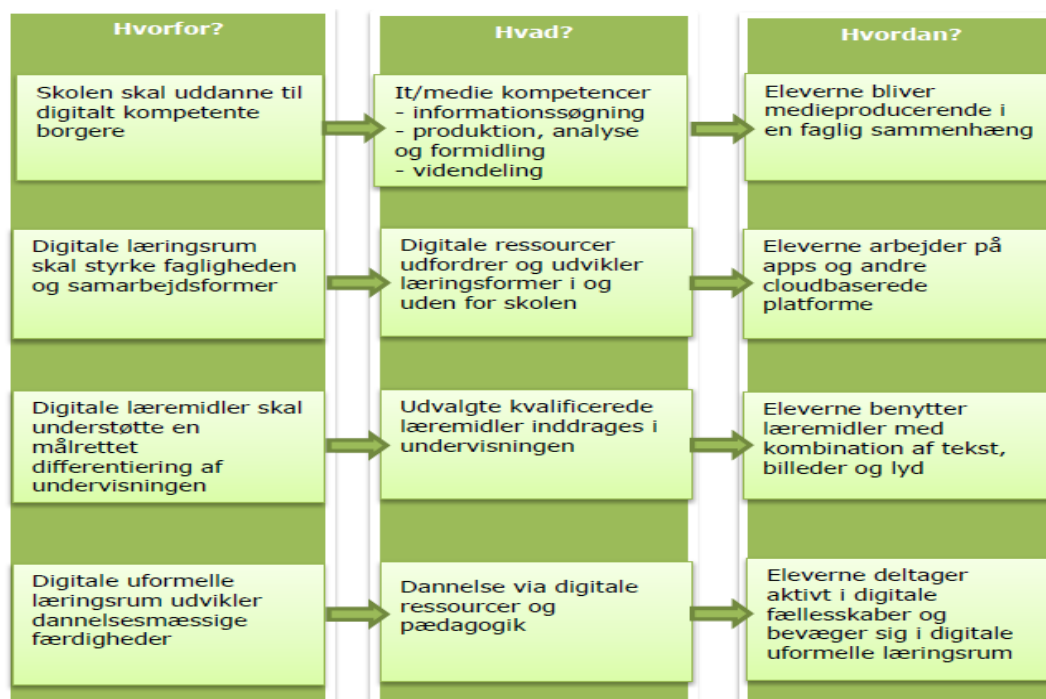 Hvorfor?
Skolen skal uddanne til
digitalt kompetente
borgere
Digitale læringsrum
skal styrke fagligheden
og samarbejdsformer
Digitale læremidler skal
understøtte en
målrettet
differentiering af
undervisningen
Digitale uformelle
læringsrum udvikler
dannelsesmæssige
færdigheder
Hvad?
It/medie kompetencer
- informationssøgning
- produktion, analyse
og formidling
- videndeling
Digitale ressourcer
udfordrer og udvikler
læringsformer i og
uden for skolen
Udvalgte kvalificerede
læremidler inddrages i
undervisningen
Dannelse via digitale
ressourcer og
pædagogik
Hvordan?
Eleverne bliver
medieproducerende i
en faglig sammenhæng
Eleverne arbejder på
apps og andre
cloudbaserede
platforme
Eleverne benytter
læremidler med
kombination af tekst,
billeder og lyd
Eleverne deltager
aktivt i digitale
fællesskaber og
bevæger sig i digitale
uformelle læringsrum